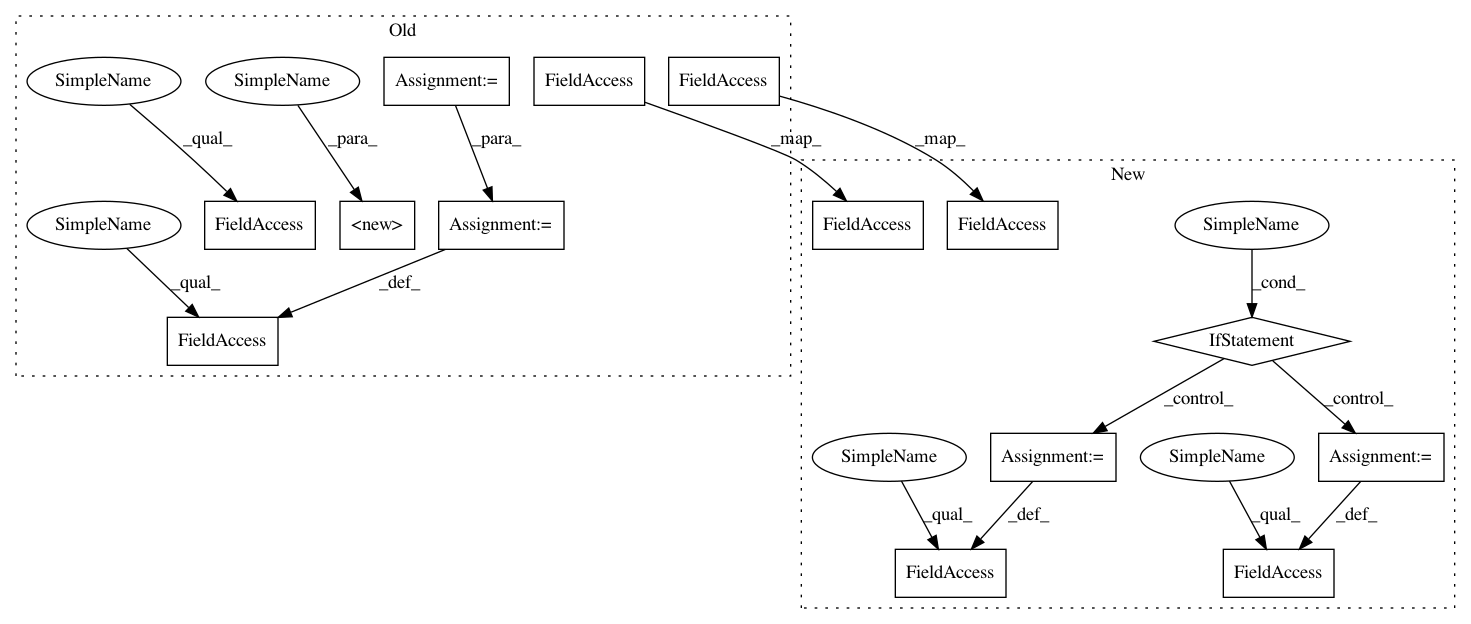 Old
SimpleName
SimpleName
Assignment:=
FieldAccess
FieldAccess
_qual_
_para_
_para_
_map_
_map_
New
SimpleName
FieldAccess
<new>
Assignment:=
FieldAccess
FieldAccess
SimpleName
_qual_
_def_
_cond_
FieldAccess
IfStatement
_control_
_control_
SimpleName
Assignment:=
SimpleName
Assignment:=
_qual_
_def_
_qual_
_def_
FieldAccess
FieldAccess